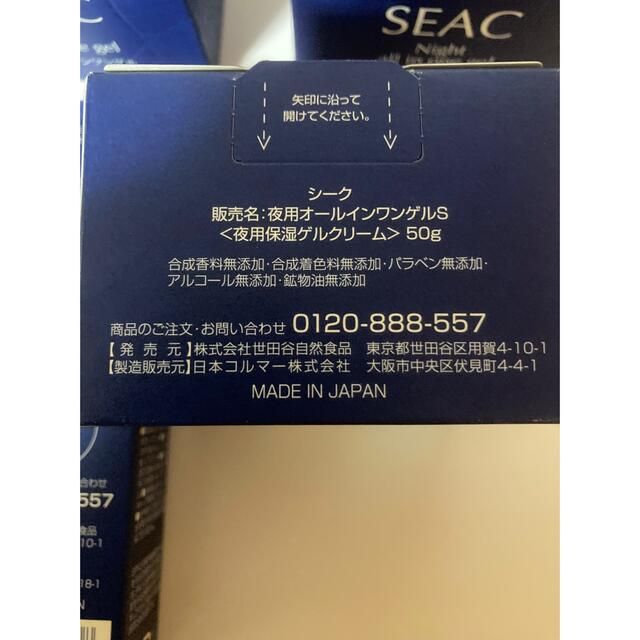 SEAC
Night
gel
矢印に沿って
開けてください。
シーク
販売名:夜用オールインワンゲルS
<夜用保湿ゲルクリーム> 50g
合成香料無添加・合成着色料無添加・パラベン無添加・
アルコール無添加・鉱物油無添加
商品のご注文・お問い合わせ 0120-888-557
【発売元】株式会社世田谷自然食品 東京都世田谷区用賀4-10-1
【製造販売元】日本コルマー株式会社 大阪市中央区伏見町4-4-1
MADE IN JAPAN
合わせ
557
食品
10-1
18-1
N